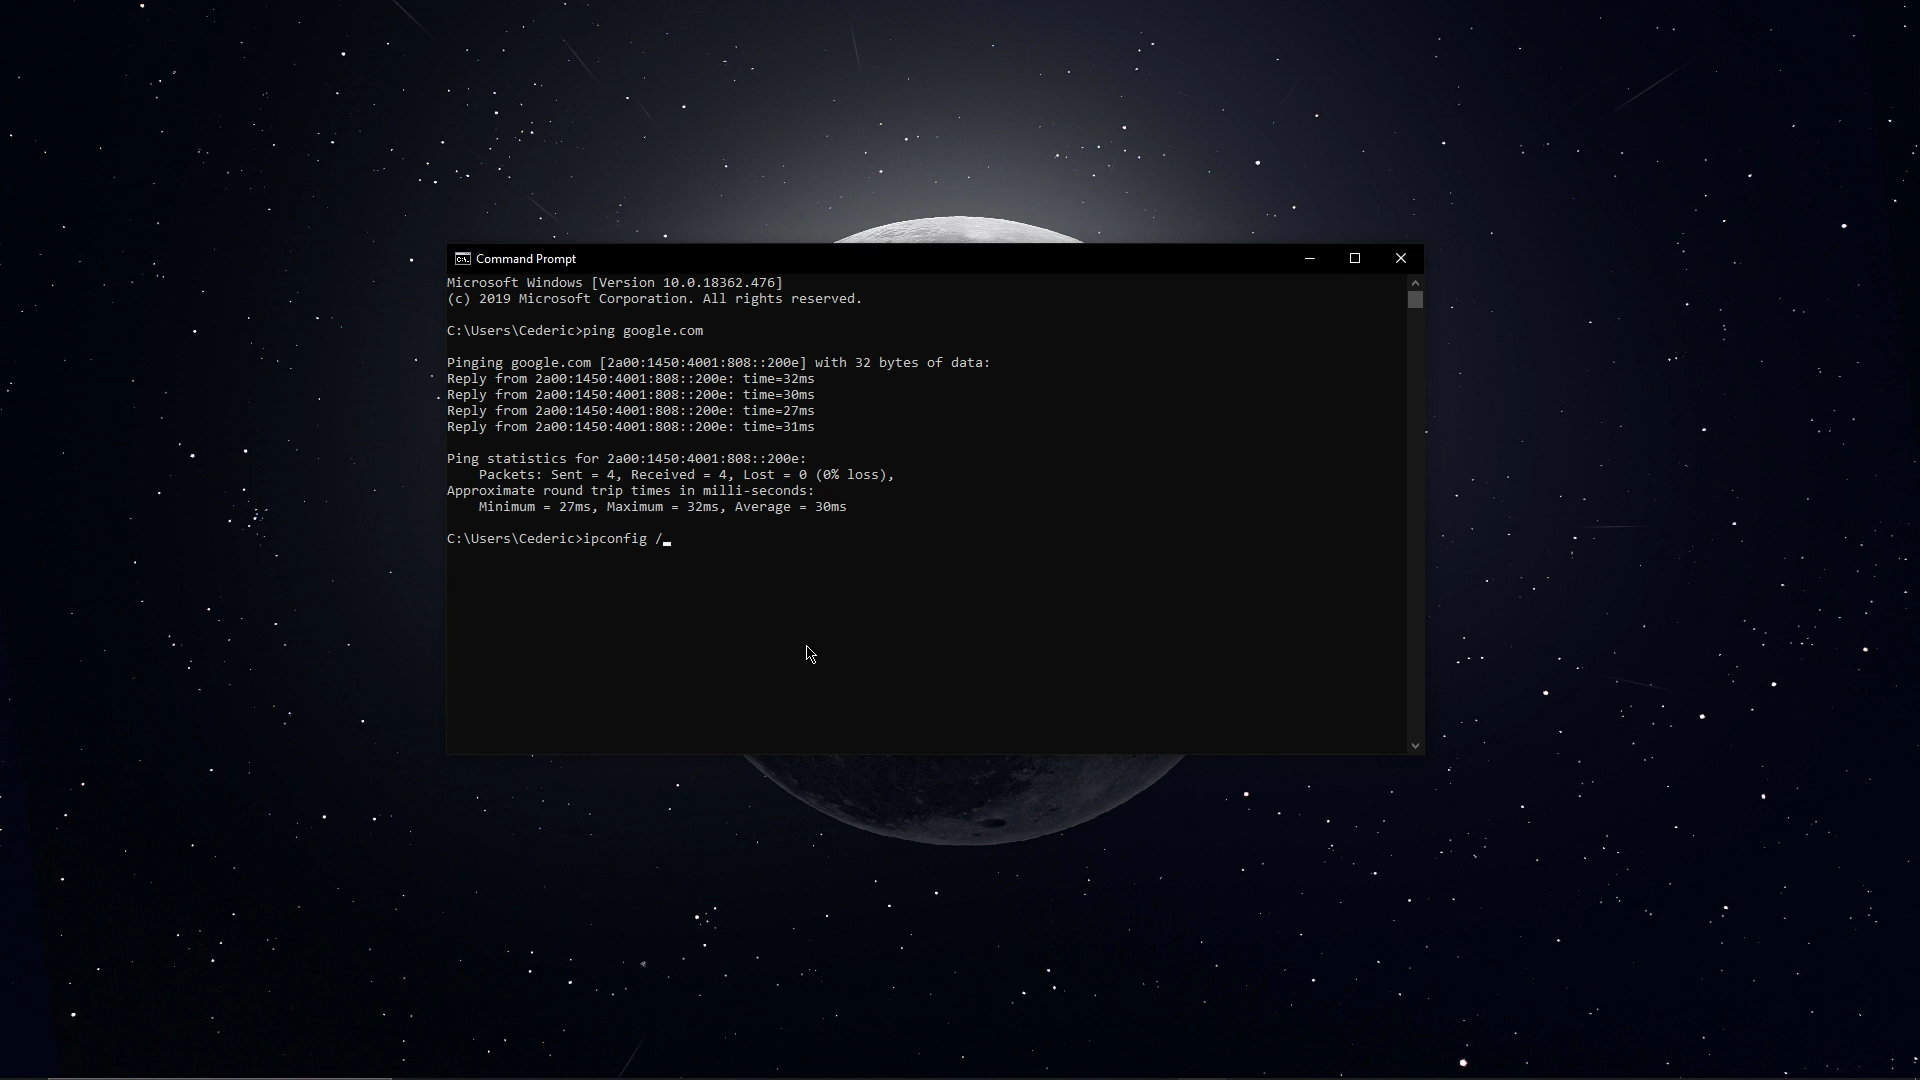 Command Prompt
Microsoft Windows [Version 10.0.18362.476]
(c) 2019 Microsoft Corporation. All rights reserved.
C:\Users\Cederic>ping google.com
Pinging google.com [2a00:1450:4001:808::200e] with 32 bytes of data:
Reply from 2a00:1450:4001:808::200e: time=32ms
Reply from 2a00:1450:4001:808::200e: time=30ms
Reply from 2a00:1450:4001:808::200e: time=27ms
Reply from 2a00:1450:4001:808::200e: time=31ms
Ping statistics for 2a00:1450:4001:808::200e:
    Packets: Sent = 4, Received = 4, Lost = 0 (0% loss),
Approximate round trip times in milli-seconds:
    Minimum = 27ms, Maximum = 32ms, Average = 30ms
C:\Users\Cederic>ipconfig /